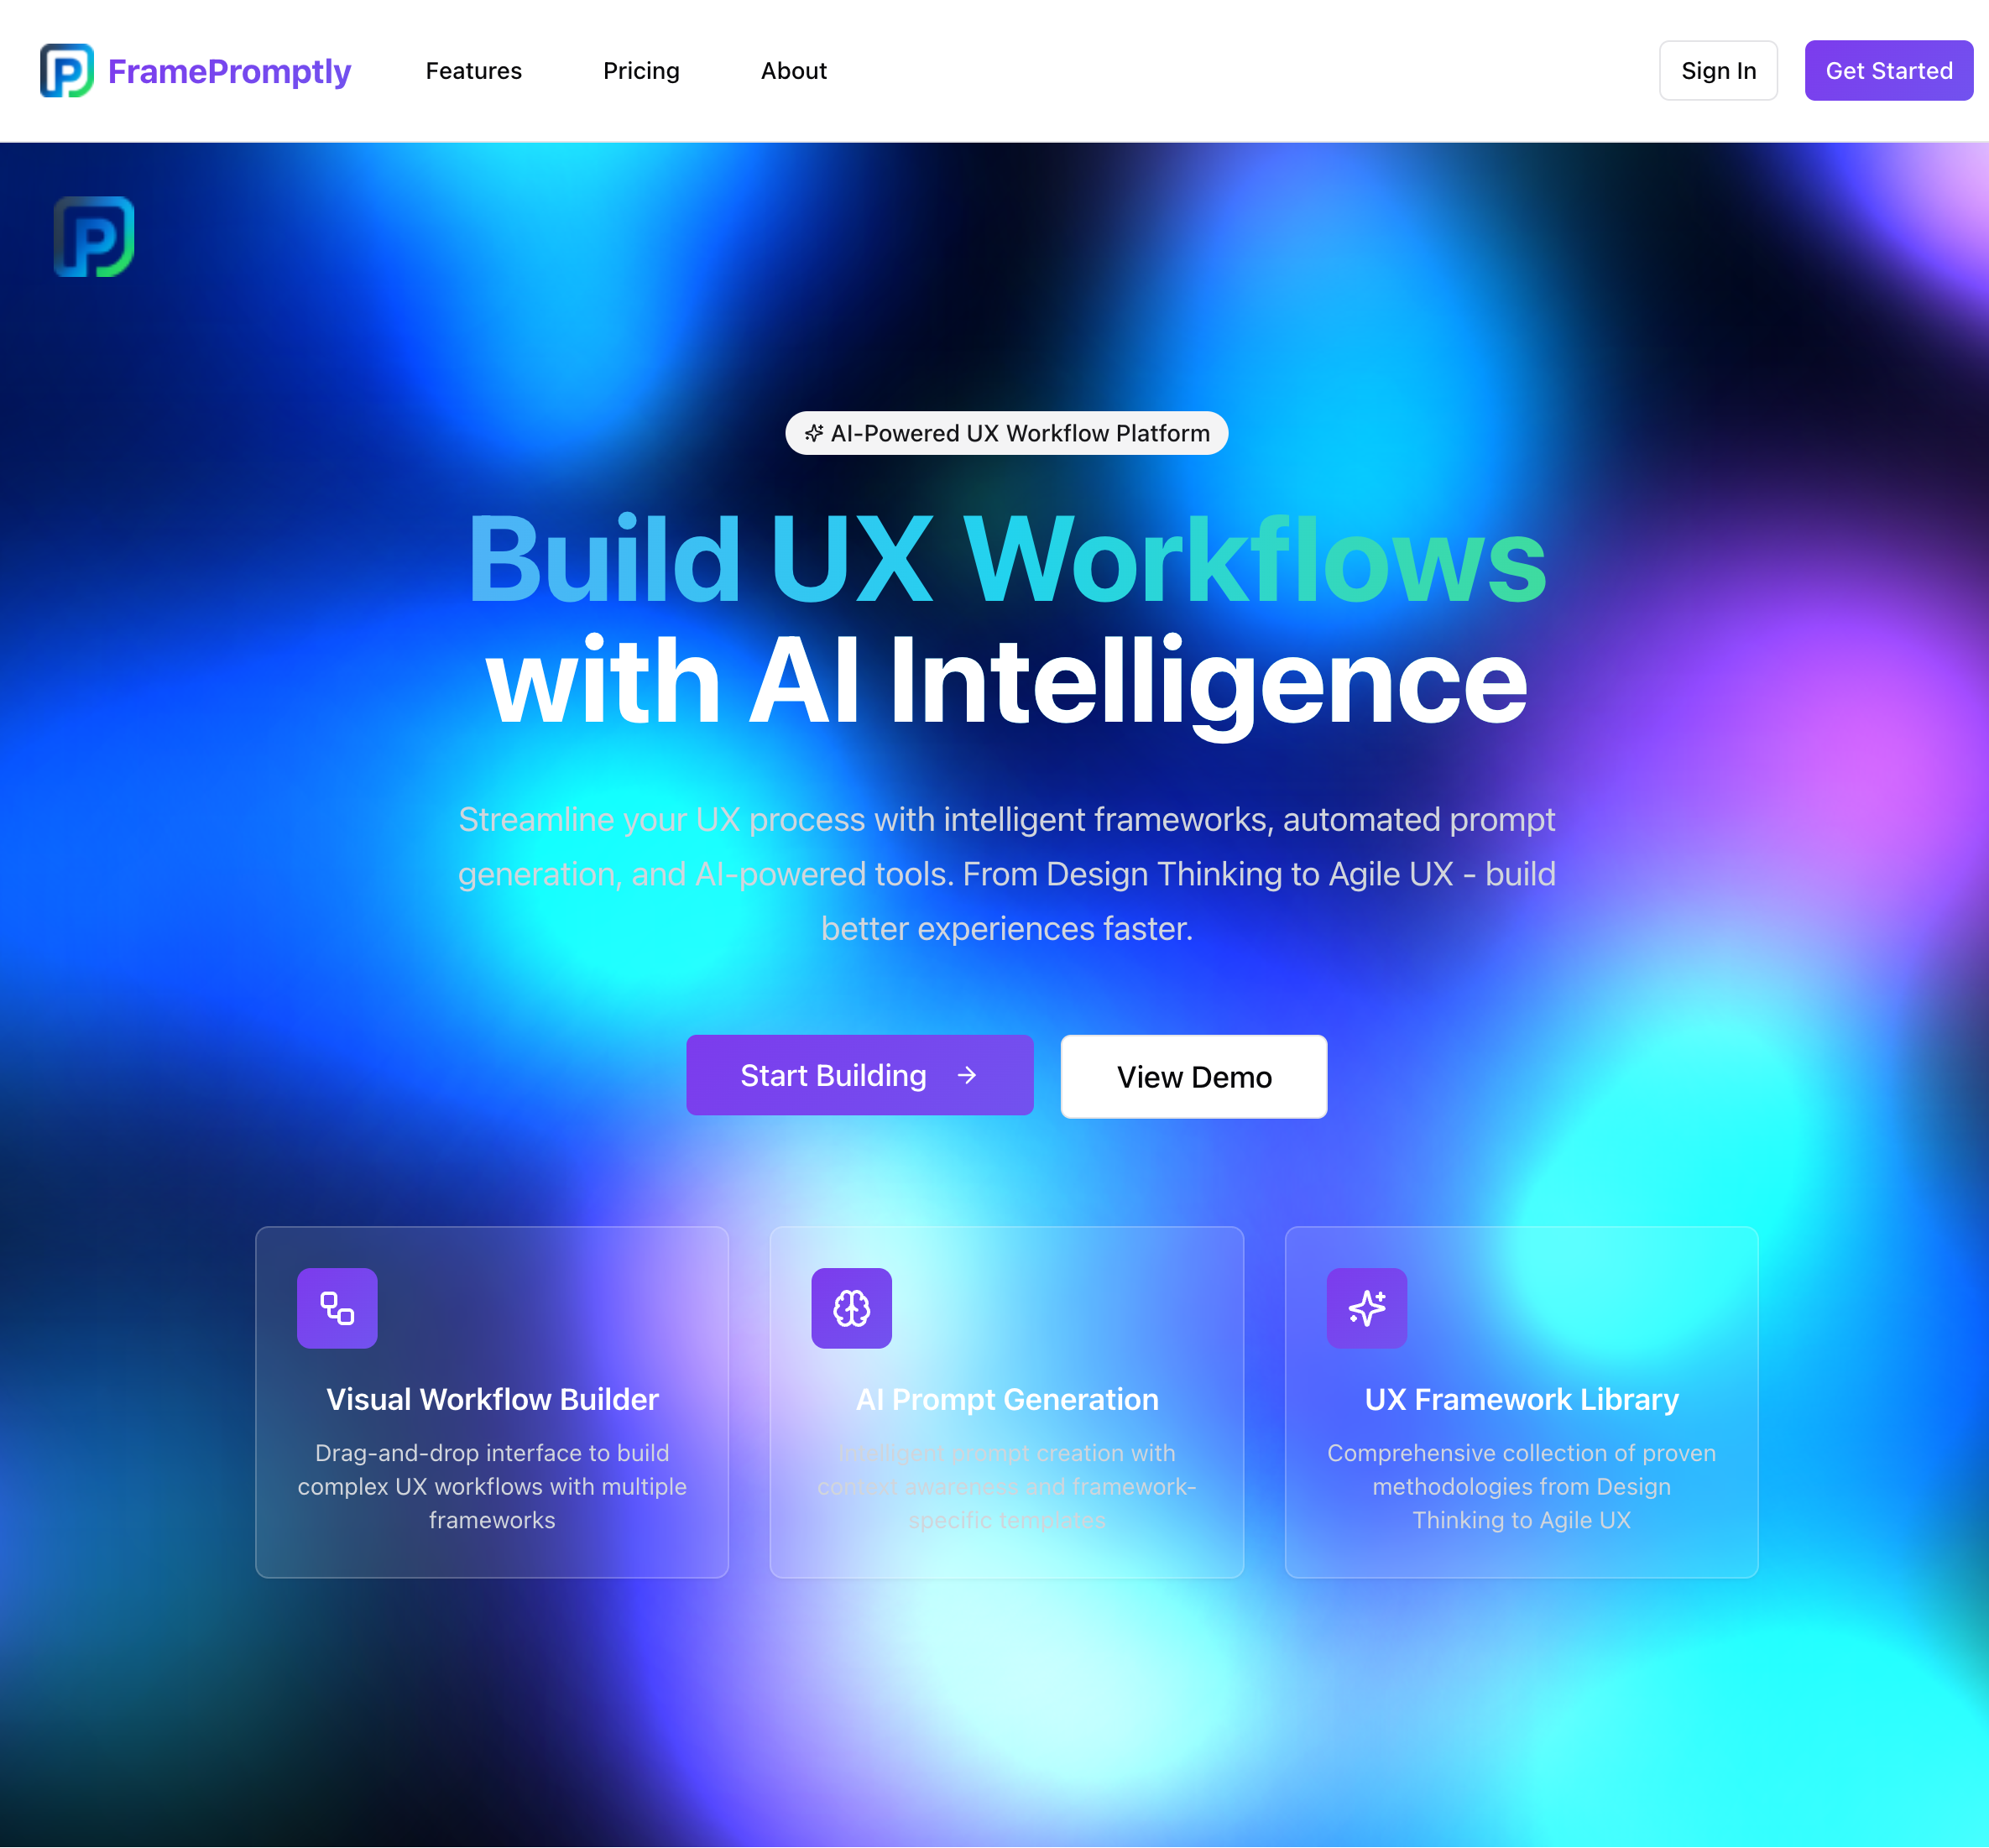 FramePromptly
Features
Pricing
About
Sign In
Get Started
AI-Powered UX Workflow Platform
Build UX Workflows
with AI Intelligence
Streamline your UX process with intelligent frameworks, automated prompt
generation, and AI-powered tools. From Design Thinking to Agile UX - build
better experiences faster.
Start Building
View Demo
Visual Workflow Builder
Drag-and-drop interface to build
complex UX workflows with multiple
frameworks
AI Prompt Generation
Intelligent prompt creation with
context awareness and framework-
specific templates
UX Framework Library
Comprehensive collection of proven
methodologies from Design
Thinking to Agile UX